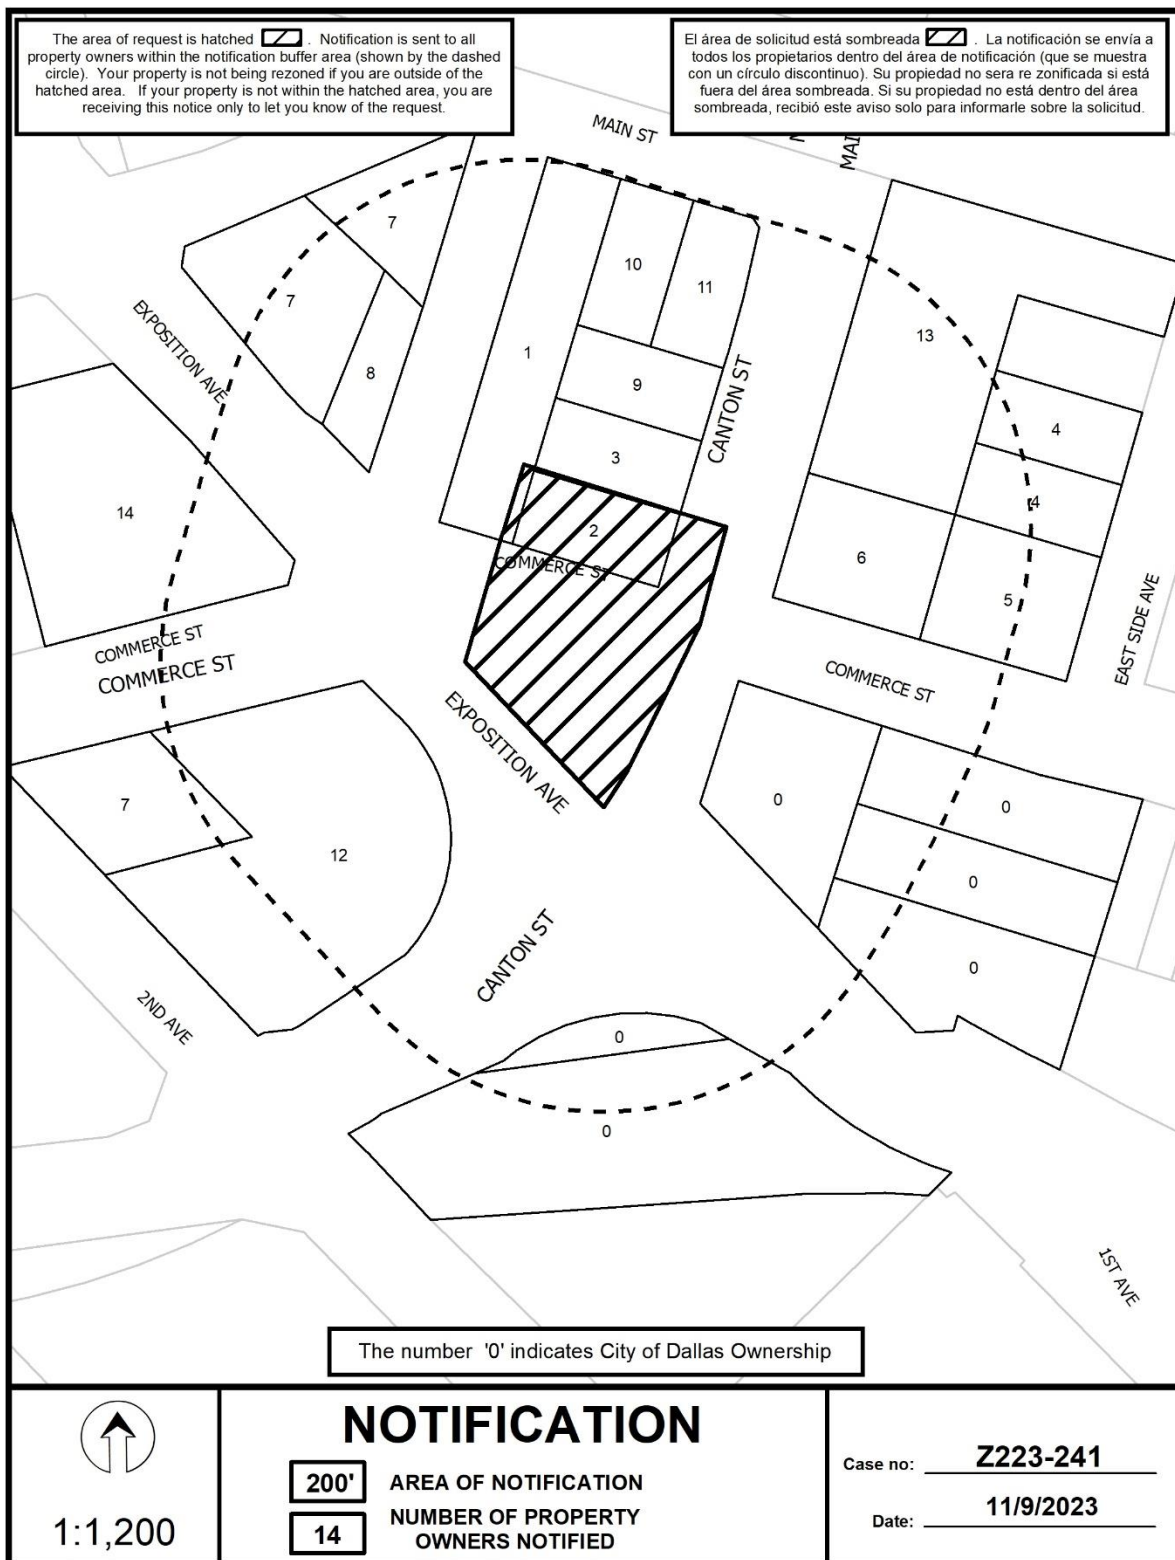 The area of request is hatched . Notification is sent to all
property owners within the notification buffer area (shown by the dashed
circle). Your property is not being rezoned if you are outside of the
hatched area. If your property is not within the hatched area, you are
receiving this notice only to let you know of the request.
El área de solicitud está sombreada . La notificación se envía a
todos los propietarios dentro del área de notificación (que se muestra
con un círculo discontinuo). Su propiedad no sera re zonificada si está
fuera del área sombreada. Si su propiedad no está dentro del área
sombreada, recibió este aviso solo para informarle sobre la solicitud.
MAIN ST
7
10
11
7
EXPOSITION AVE
13
1
8
9
CANTON ST
4
3
14
2
4
COMMERCE ST
6
5
EAST SIDE AVE
COMMERCE ST
COMMERCE ST
COMMERCE ST
EXPOSITION AVE
7
12
0
0
0
CANTON ST
0
2ND AVE
0
0
1ST AVE
The number '0' indicates City of Dallas Ownership
1:1,200
NOTIFICATION
200' AREA OF NOTIFICATION
14 NUMBER OF PROPERTY
OWNERS NOTIFIED
Case no: Z223-241
Date: 11/9/2023